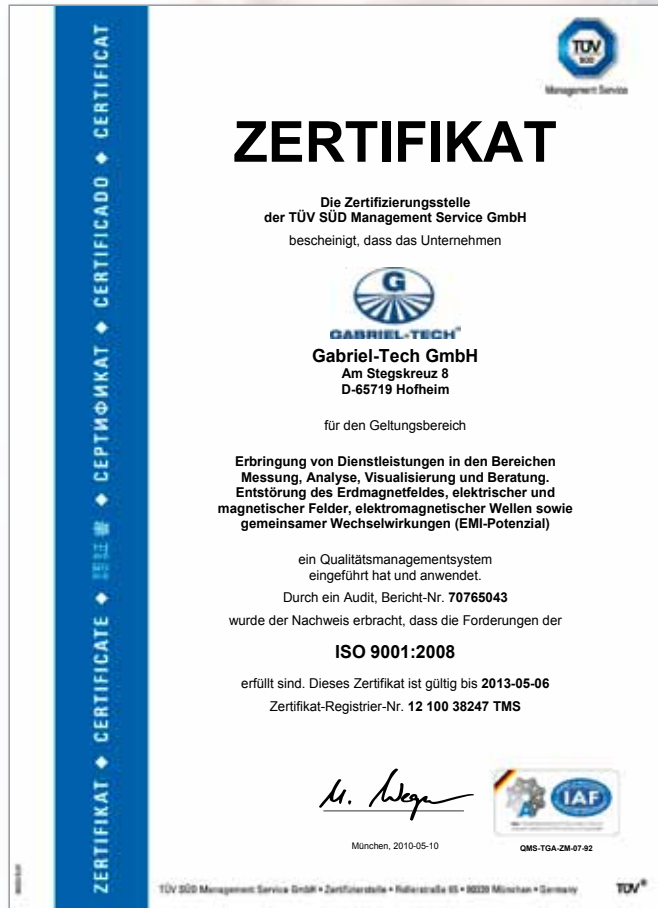 TÜV
SÜD
Management Service
ZERTIFIKAT
Die Zertifizierungsstelle
der TÜV SÜD Management Service GmbH
bescheinigt, dass das Unternehmen
G
GABRIEL-TECH
Gabriel-Tech GmbH
Am Stegskreuz 8
D-65719 Hofheim
für den Geltungsbereich
Erbringung von Dienstleistungen in den Bereichen
Messung, Analyse, Visualisierung und Beratung.
Entstörung des Erdmagnetfeldes, elektrischer und
magnetischer Felder, elektromagnetischer Wellen sowie
gemeinsamer Wechselwirkungen (EMI-Potenzial)
ein Qualitätsmanagementsystem
eingeführt hat und anwendet.
Durch ein Audit, Bericht-Nr. 70765043
wurde der Nachweis erbracht, dass die Forderungen der
ISO 9001:2008
erfüllt sind. Dieses Zertifikat ist gültig bis 2013-05-06
Zertifikat-Registrier-Nr. 12 100 38247 TMS
München, 2010-05-10
IAF
QMS-TGA-ZM-07-92
TÜV SÜD Management Service GmbH • Zertifizierstelle • Ridlerstraße 65 • 80339 München • Germany
TÜV®
ZERTIFIKAT ◆ CERTIFICATE ◆ 認証書 ◆ СЕРТИФИКАТ ◆ CERTIFICADO ◆ CERTIFICAT